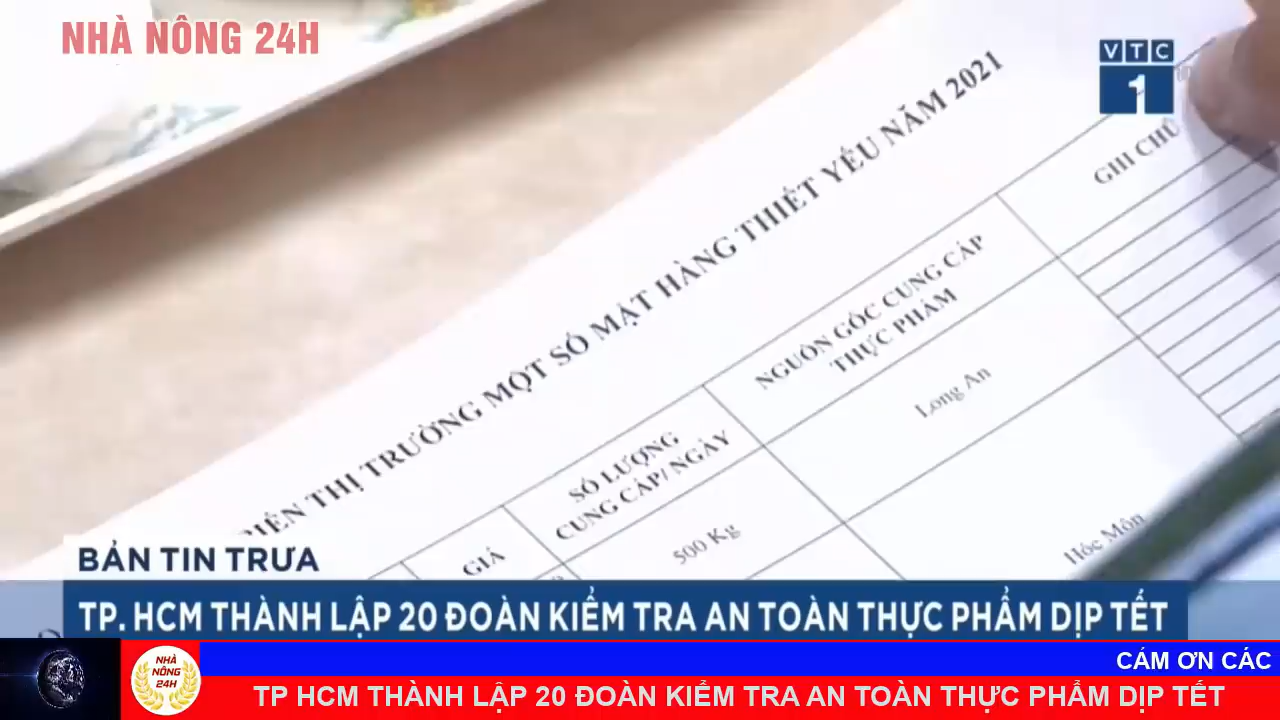 NHÀ NÔNG 24H
VTC
1
THỊ TRƯỜNG MỘT SỐ MẶT HÀNG THIẾT YẾU NĂM 2021
GIÁ
SỐ LƯỢNG
CUNG CẤP/ NGÀY
NGUỒN GỐC CUNG CẤP
THỰC PHẨM
GHI CHÚ
500 Kg
Long An
Hóc Môn
BẢN TIN TRƯA
TP. HCM THÀNH LẬP 20 ĐOÀN KIỂM TRA AN TOÀN THỰC PHẨM DỊP TẾT
CÁM ƠN CÁC
NHÀ
NÔNG
24H
TP HCM THÀNH LẬP 20 ĐOÀN KIỂM TRA AN TOÀN THỰC PHẨM DỊP TẾT